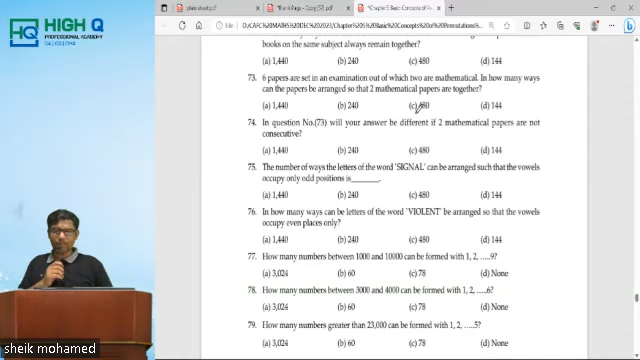 HIGH Q
PROFESSIONAL ACADEMY
CA | CS | CMA
books on the same subject always remain together?
(a) 1,440 (b) 240 (c) 480 (d) 144
73. 6 papers are set in an examination out of which two are mathematical. In how many ways
can the papers be arranged so that 2 mathematical papers are together?
(a) 1,440 (b) 240 (c) 480 (d) 144
74. In question No.(73) will your answer be different if 2 mathematical papers are not
consecutive?
(a) 1,440 (b) 240 (c) 480 (d) 144
75. The number of ways the letters of the word `SIGNAL' can be arranged such that the vowels
occupy only odd positions is________.
(a) 1,440 (b) 240 (c) 480 (d) 144
76. In how many ways can be letters of the word `VIOLENT' be arranged so that the vowels
occupy even places only?
(a) 1,440 (b) 240 (c) 480 (d) 144
77. How many numbers between 1000 and 10000 can be formed with 1, 2, .....9?
(a) 3,024 (b) 60 (c) 78 (d) None
78. How many numbers between 3000 and 4000 can be formed with 1, 2, .....6?
(a) 3,024 (b) 60 (c) 78 (d) None
79. How many numbers greater than 23,000 can be formed with 1, 2, .....5?
(a) 3,024 (b) 60 (c) 78 (d) None
sheik mohamed